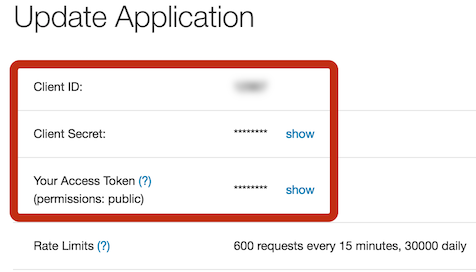 Update Application
Client ID:
Client Secret: ******** show
Your Access Token (?) ******** show
(permissions: public)
Rate Limits (?) 600 requests every 15 minutes, 30000 daily